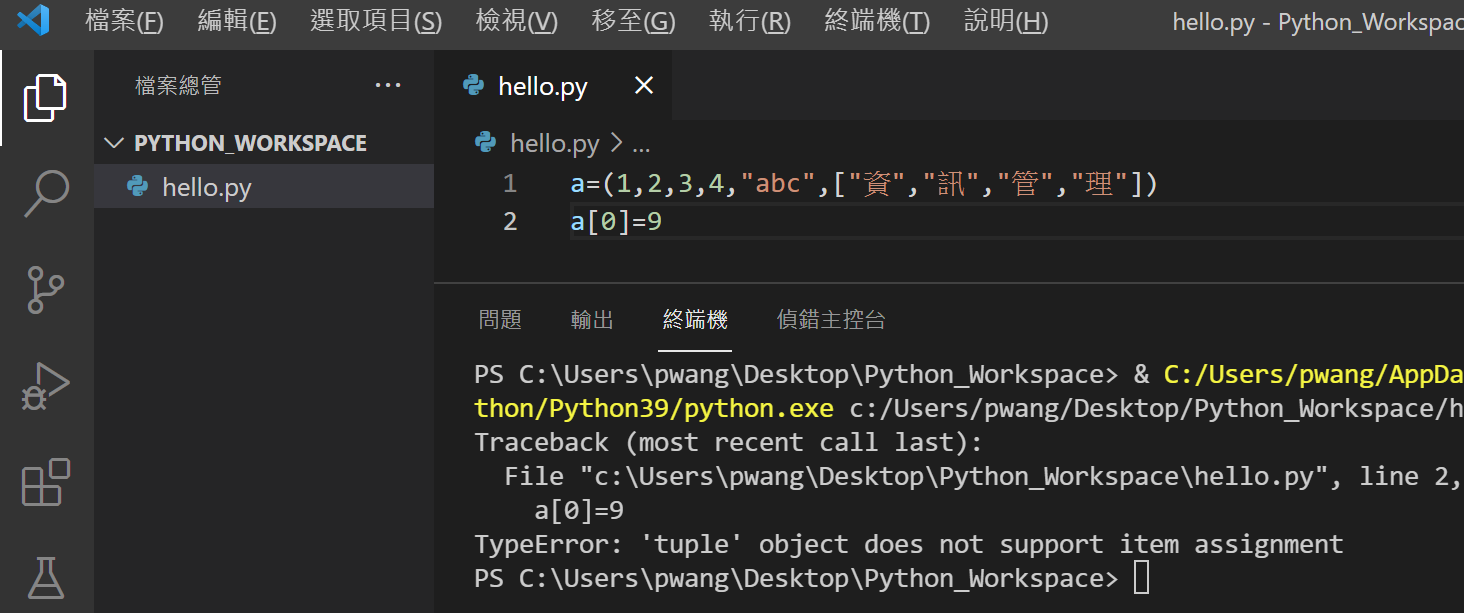 檔案(F) 編輯(E) 選取項目(S) 檢視(V) 移至(G) 執行(R) 終端機(T) 說明(H) hello.py - Python_Workspac
檔案總管 ...
hello.py
PYTHON_WORKSPACE
hello.py
hello.py > ...
1 a=(1,2,3,4,"abc",["資","訊","管","理"])
2 a[0]=9
問題 輸出 終端機 偵錯主控台
PS C:\Users\pwang\Desktop\Python_Workspace> & C:/Users/pwang/AppDa
thon/Python39/python.exe c:/Users/pwang/Desktop/Python_Workspace/h
Traceback (most recent call last):
File "c:\Users\pwang\Desktop\Python_Workspace\hello.py", line 2,
a[0]=9
TypeError: 'tuple' object does not support item assignment
PS C:\Users\pwang\Desktop\Python_Workspace>